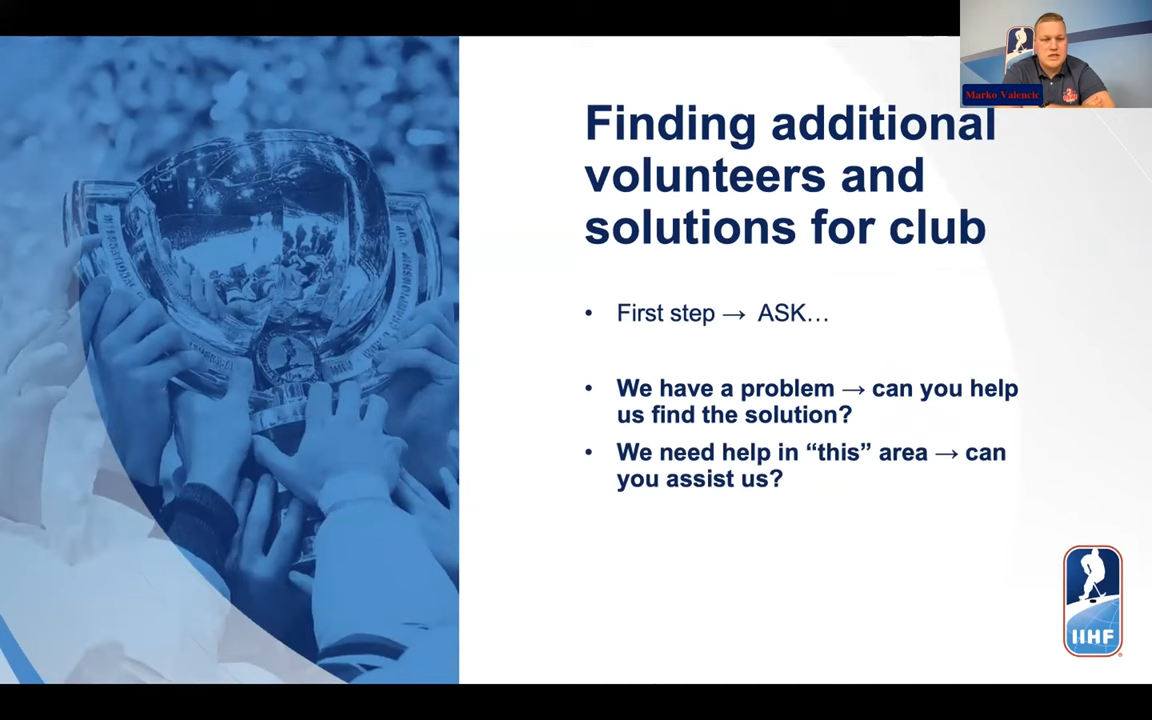 Marko Valencic
Finding additional
volunteers and
solutions for club
• First step → ASK…
• We have a problem → can you help
us find the solution?
• We need help in “this” area → can
you assist us?
IIHF